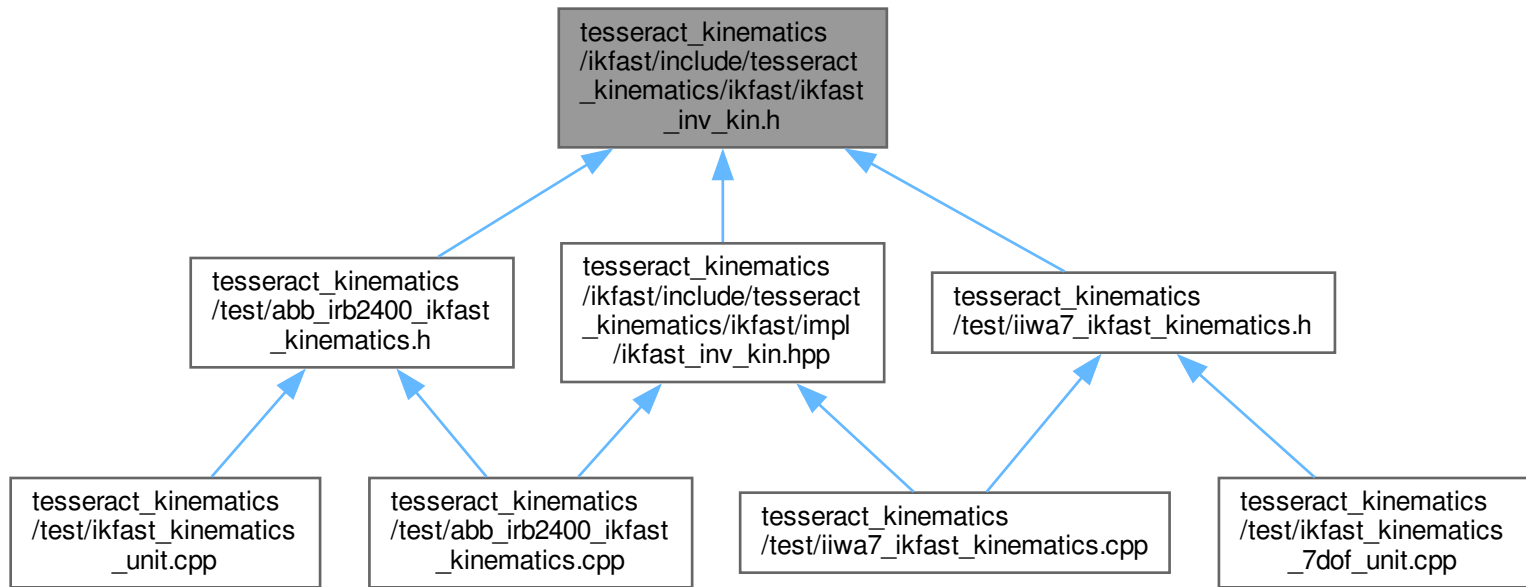 tesseract_kinematics
/ikfast/include/tesseract
_kinematics/ikfast/ikfast
_inv_kin.h
tesseract_kinematics
/test/abb_irb2400_ikfast
_kinematics.h
tesseract_kinematics
/ikfast/include/tesseract
_kinematics/ikfast/impl
/ikfast_inv_kin.hpp
tesseract_kinematics
/test/iiwa7_ikfast_kinematics.h
tesseract_kinematics
/test/ikfast_kinematics
_unit.cpp
tesseract_kinematics
/test/abb_irb2400_ikfast
_kinematics.cpp
tesseract_kinematics
/test/iiwa7_ikfast_kinematics.cpp
tesseract_kinematics
/test/ikfast_kinematics
_7dof_unit.cpp